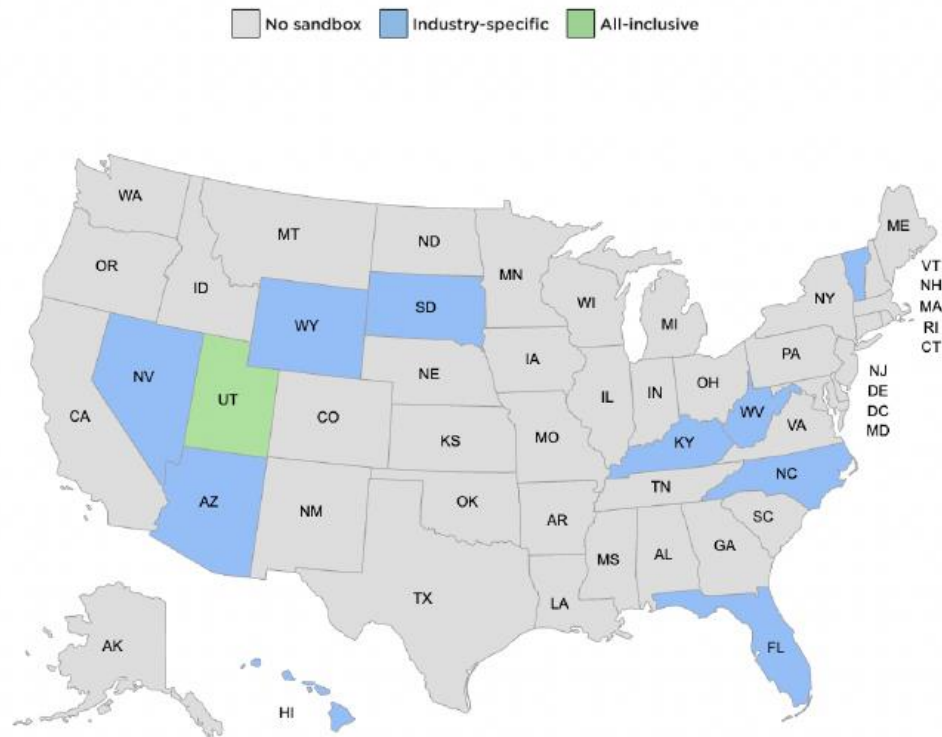 No sandbox Industry-specific All-inclusive
WA
MT
ND
ME
OR
MN
VT
ID
NH
SD
WI
NY
MA
WY
MI
RI
CT
IA
PA
NE
NJ
NV
OH
DE
IL
IN
UT
DC
CA
CO
WV
VA
MD
KS
MO
KY
NC
TN
AZ
OK
NM
AR
SC
MS
AL
GA
TX
LA
AK
FL
HI